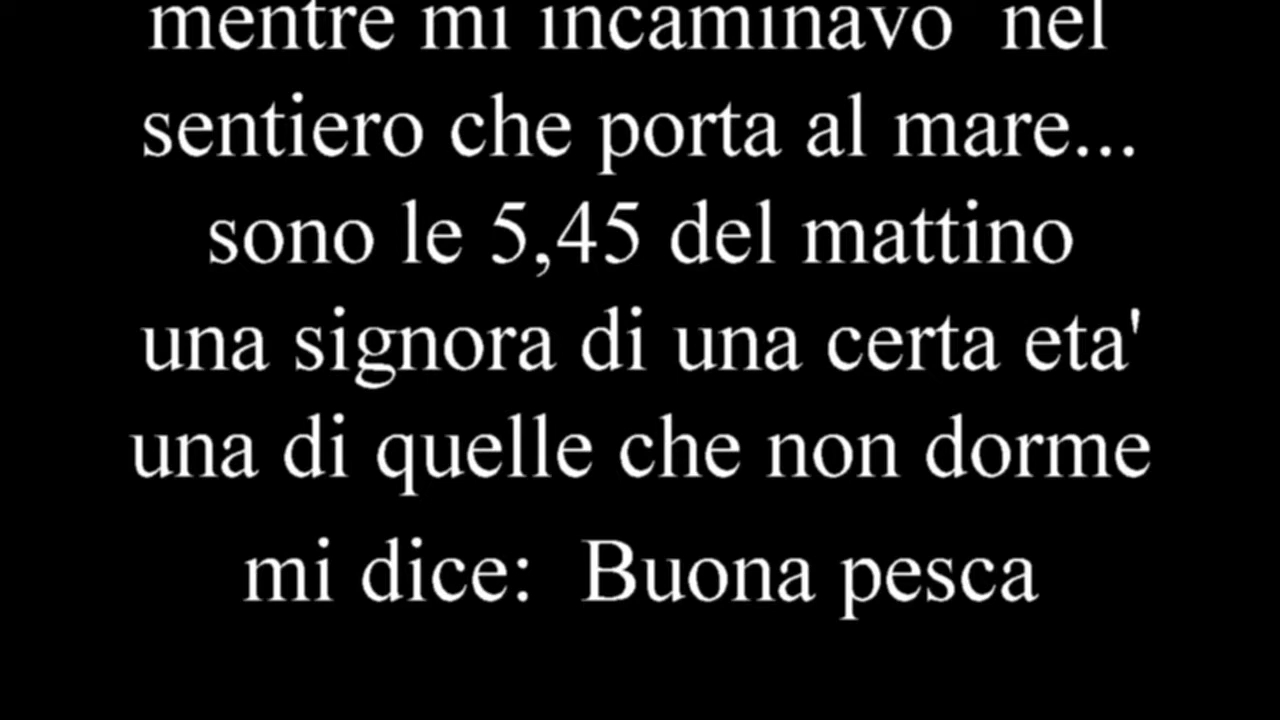 mentre mi incaminavo  nel
sentiero che porta al mare...
sono le 5,45 del mattino
una signora di una certa eta'
una di quelle che non dorme
mi dice:  Buona pesca